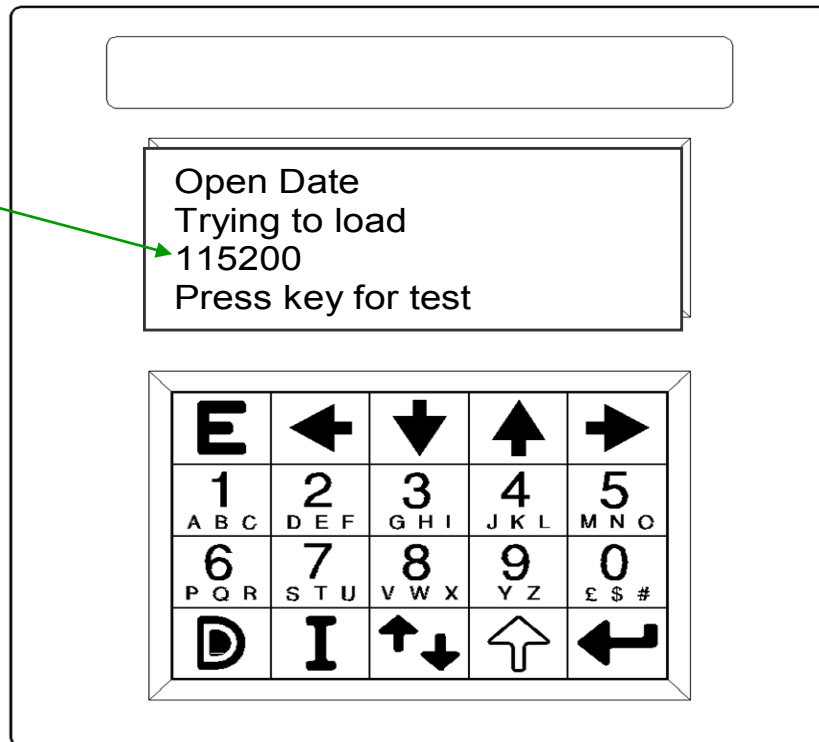 Open Date
Trying to load
115200
Press key for test
E
1 2 3 4 5
A B C D E F G H I J K L M N O
6 7 8 9 0
P Q R S T U V W X Y Z £ $ #
D I